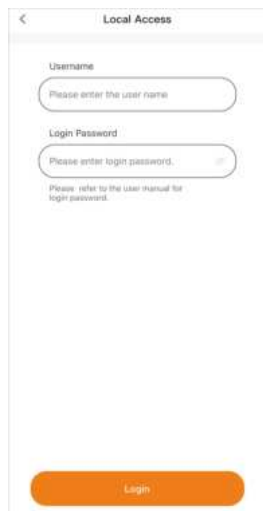 Local Access
Username
Please enter the user name
Login Password
Please enter login password.
Please refer to the user manual for
login password.
Login